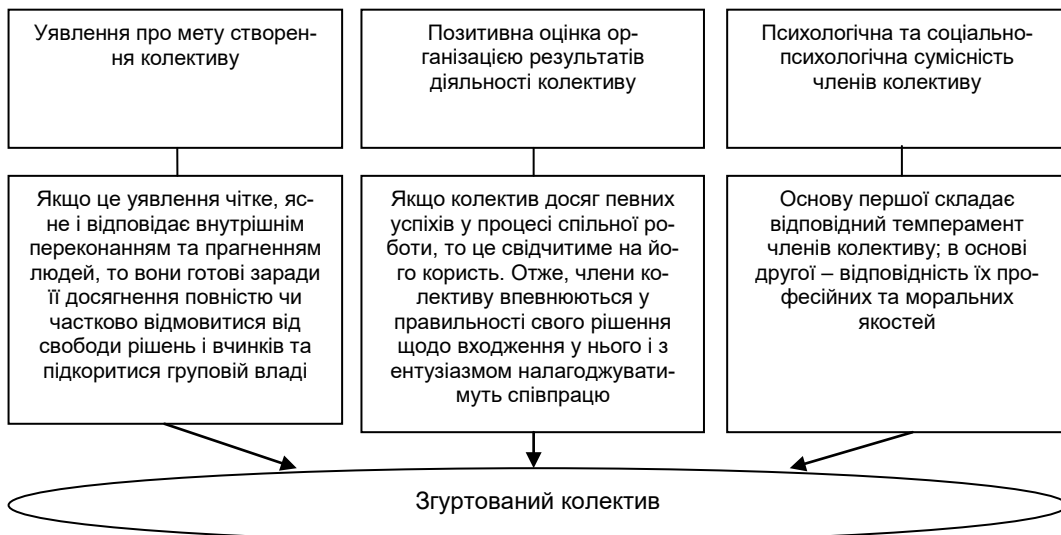 Уявлення про мету створен-
ня колективу
Позитивна оцінка ор-
ганізацією результатів
діяльності колективу
Психологічна та соціально-
психологічна сумісність
членів колективу
Якщо це уявлення чітке, яс-
не і відповідає внутрішнім
переконанням та прагненням
людей, то вони готові заради
її досягнення повністю чи
частково відмовитися від
свободи рішень і вчинків та
підкоритися груповій владі
Якщо колектив досяг певних
успіхів у процесі спільної ро-
боти, то це свідчитиме на йо-
го користь. Отже, члени ко-
лективу впевнюються у
правильності свого рішення
щодо входження у нього і з
ентузіазмом налагоджувати-
муть співпрацю
Основу першої складає
відповідний темперамент
членів колективу; в основі
другої – відповідність їх про-
фесійних та моральних
якостей
Згуртований колектив